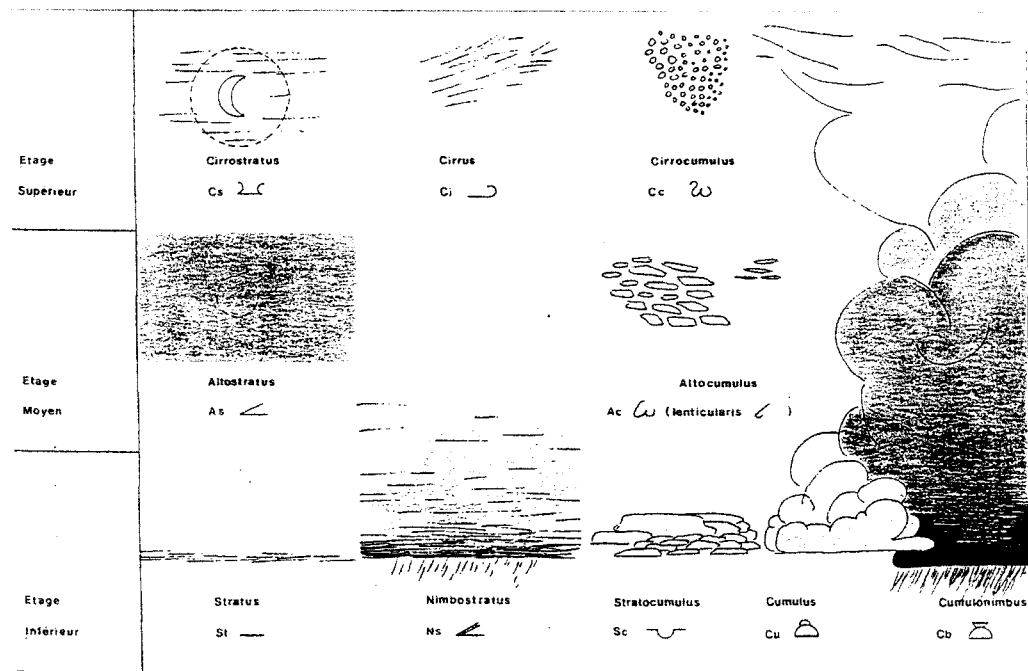 Etage
Supérieur
Cirrostratus
Cs
Cirrus
Ci
Cirrocumulus
Cc
Etage
Moyen
Altostratus
As
Altocumulus
Ac (lenticularis )
Etage
Inférieur
Stratus
St
Nimbostratus
Ns
Stratocumulus
Sc
Cumulus
Cu
Cumulonimbus
Cb